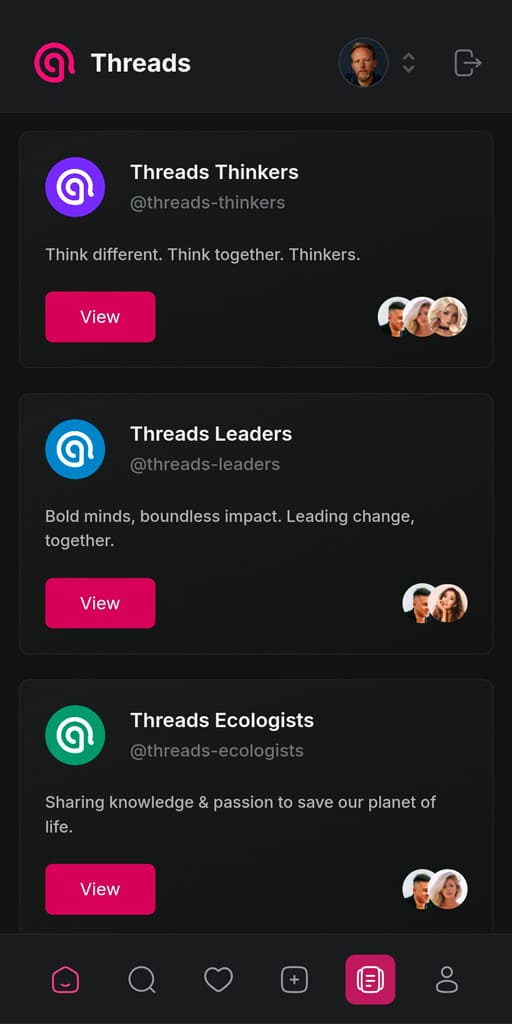 Threads
Threads Thinkers
@threads-thinkers
Think different. Think together. Thinkers.
View
Threads Leaders
@threads-leaders
Bold minds, boundless impact. Leading change,
together.
View
Threads Ecologists
@threads-ecologists
Sharing knowledge & passion to save our planet of
life.
View